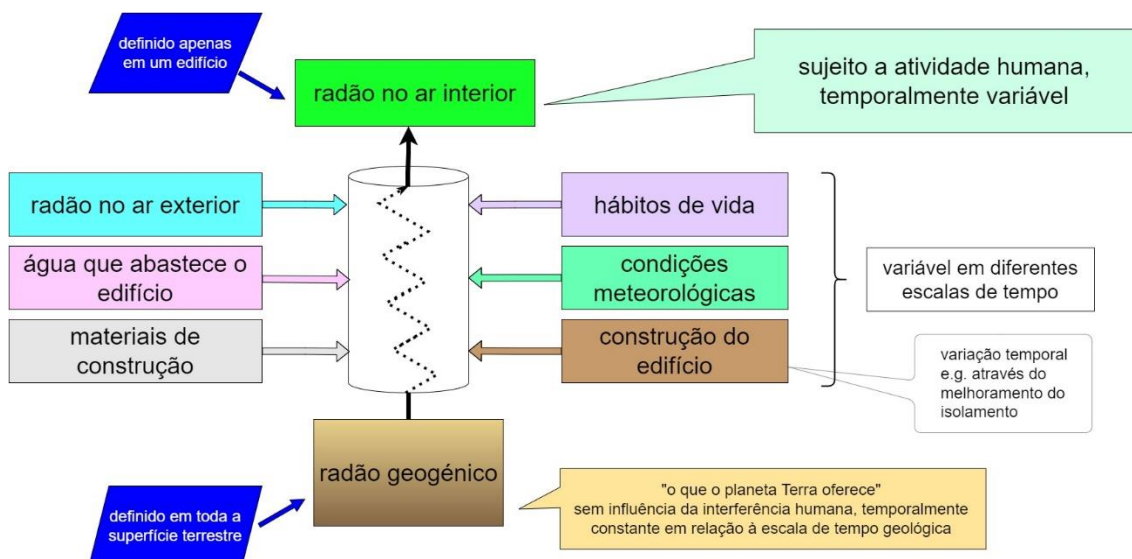 definido apenas
em um edifício
radão no ar interior
sujeito a atividade humana,
temporalmente variável
radão no ar exterior
hábitos de vida
água que abastece o
edifício
condições
meteorológicas
variável em diferentes
escalas de tempo
materiais de
construção
construção do
edifício
variação temporal
e.g. através do
melhoramento do
isolamento
radão geogénico
"o que o planeta Terra oferece"
sem influência da interferência humana, temporalmente
constante em relação à escala de tempo geológica
definido em toda a
superfície terrestre